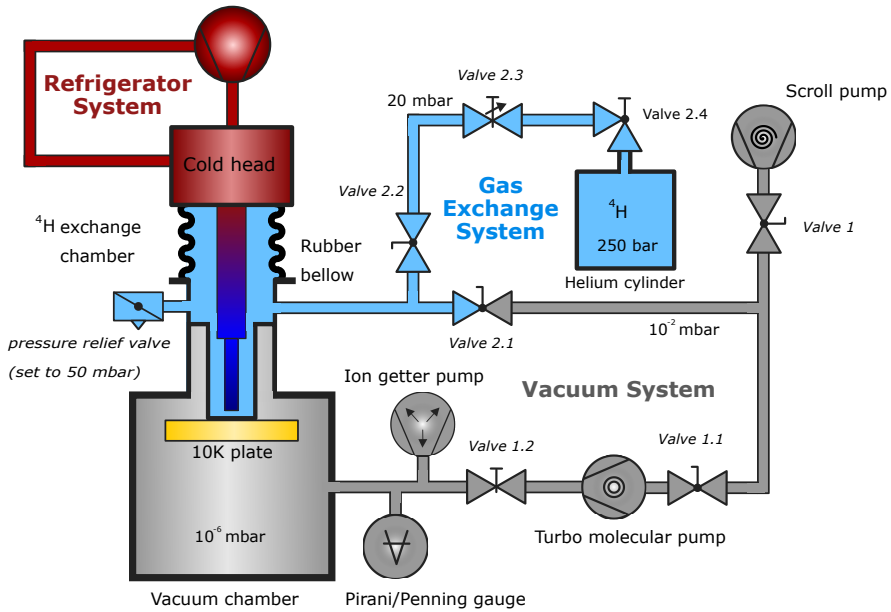 Refrigerator
System
Cold head
⁴H exchange
chamber
Rubber
bellow
pressure relief valve
(set to 50 mbar)
10K plate
10⁻⁶ mbar
Vacuum chamber
Valve 2.3
20 mbar
Valve 2.4
Valve 2.2
Gas
Exchange
System
⁴H
250 bar
Helium cylinder
Scroll pump
Valve 1
Valve 2.1
10⁻² mbar
Ion getter pump
Vacuum System
Valve 1.2
Valve 1.1
Turbo molecular pump
Pirani/Penning gauge